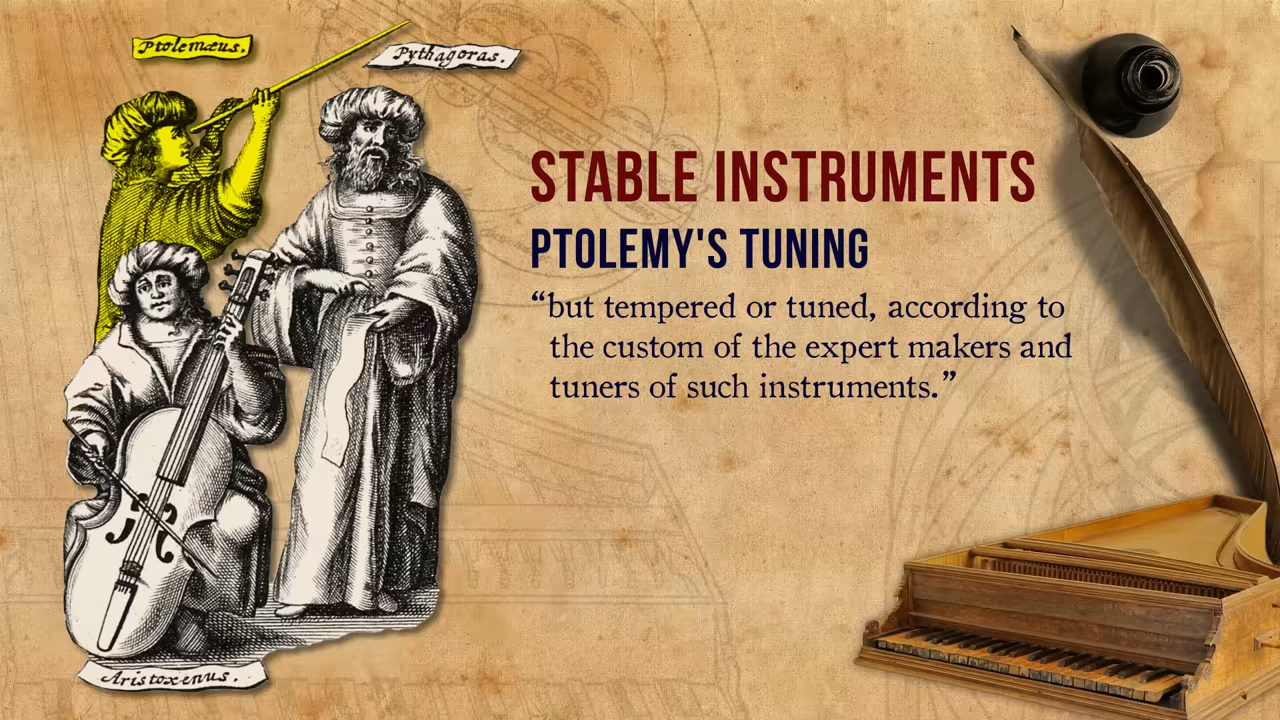 Ptolemæus.
Pythagoras.
STABLE INSTRUMENTS
PTOLEMY'S TUNING
“but tempered or tuned, according to
the custom of the expert makers and
tuners of such instruments.”
Aristoxenus.